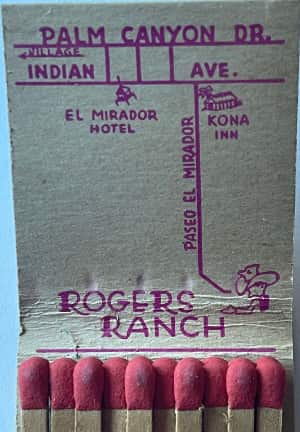 PALM CANYON DR.
VILLAGE
INDIAN AVE.
EL MIRADOR
HOTEL
KONA
INN
PASEO EL MIRADOR
ROGERS
RANCH